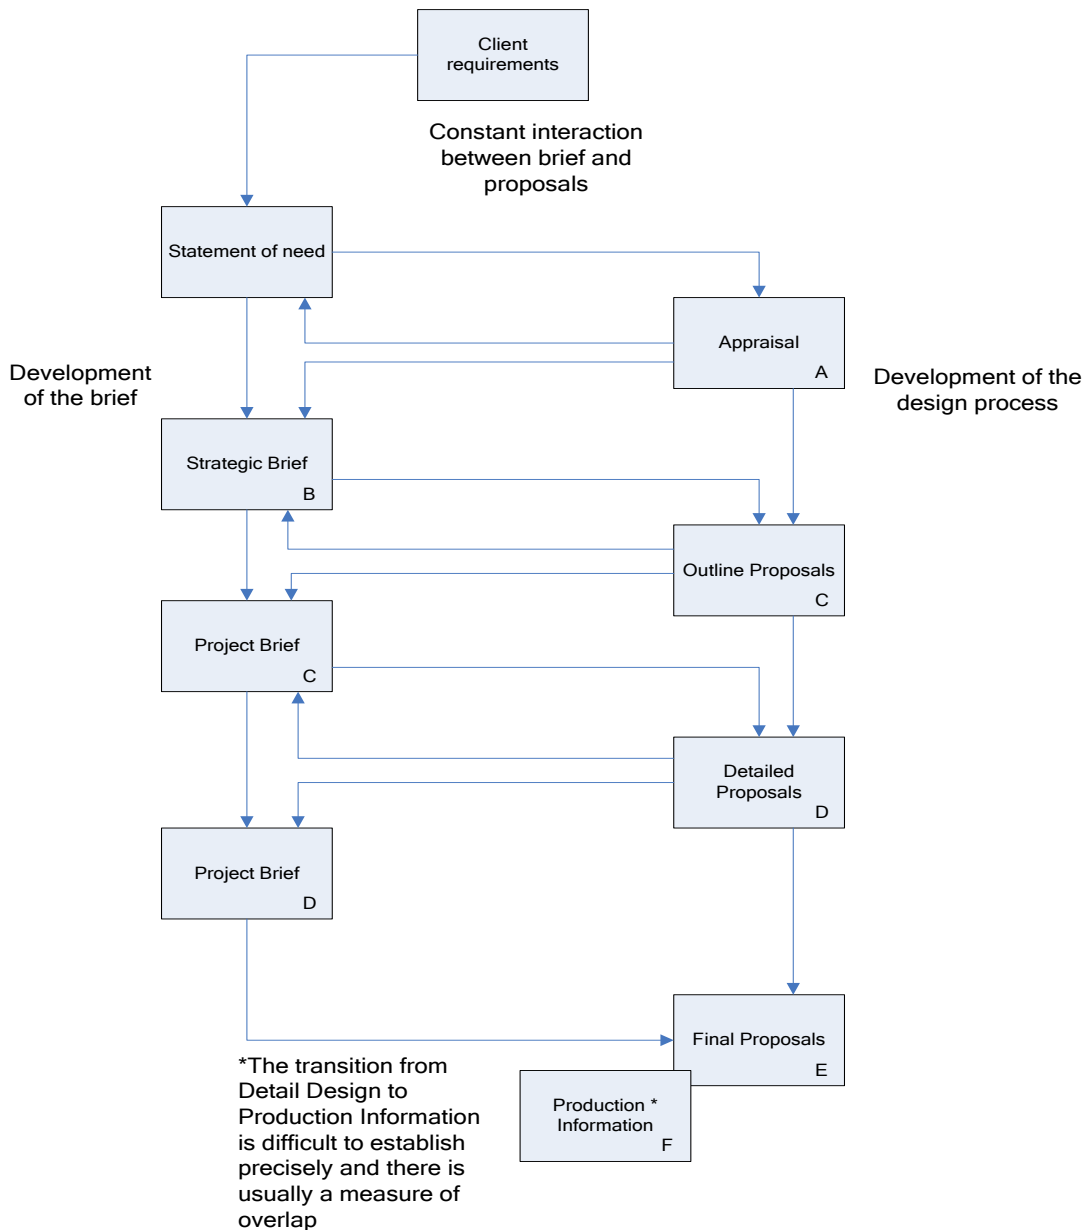 Client
requirements
Constant interaction
between brief and
proposals
Statement of need
Appraisal
A
Development
of the brief
Development of the
design process
Strategic Brief
B
Outline Proposals
C
Project Brief
C
Detailed
Proposals
D
Project Brief
D
Final Proposals
E
*The transition from
Detail Design to
Production Information
is difficult to establish
precisely and there is
usually a measure of
overlap
Production *
Information
F